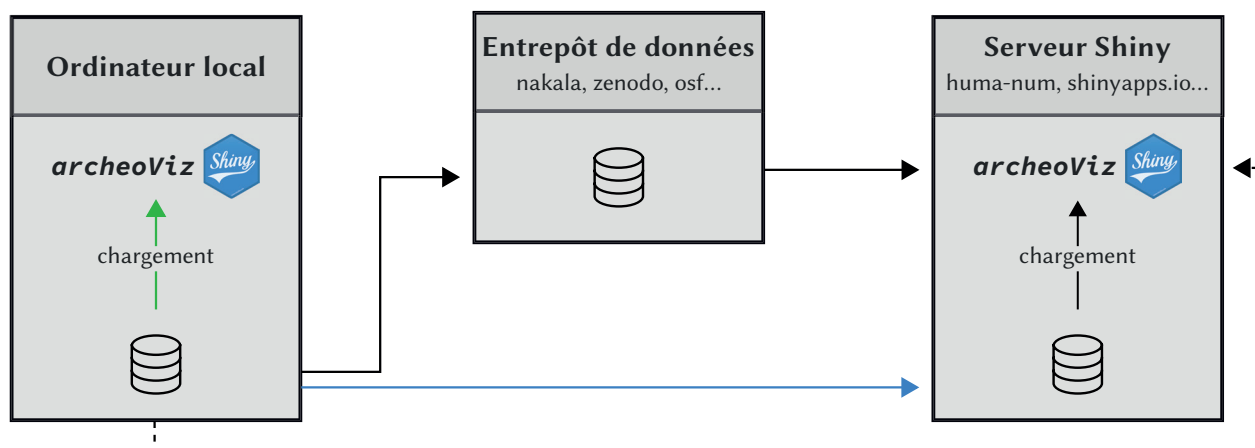 Ordinateur local
archeoViz
Shiny
chargement
Entrepôt de données
nakala, zenodo, osf...
Serveur Shiny
huma-num, shinyapps.io...
archeoViz
Shiny
chargement